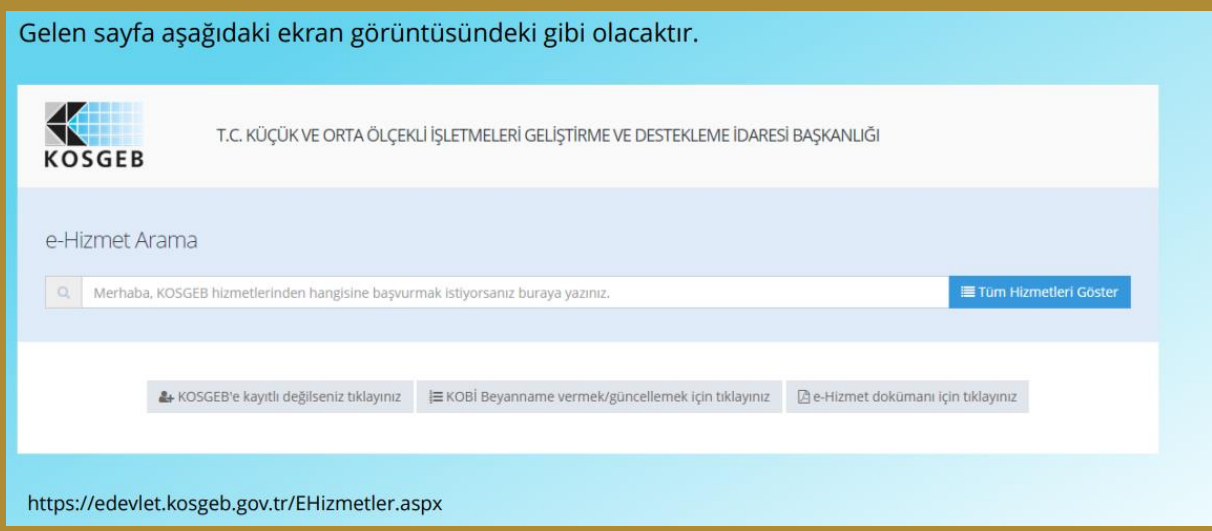 Gelen sayfa aşağıdaki ekran görüntüsündeki gibi olacaktır.
KOSGEB
T.C. KÜÇÜK VE ORTA ÖLÇEKLİ İŞLETMELERİ GELİŞTİRME VE DESTEKLEME İDARESİ BAŞKANLIĞI
e-Hizmet Arama
Merhaba, KOSGEB hizmetlerinden hangisine başvurmak istiyorsanız buraya yazınız.
Tüm Hizmetleri Göster
KOSGEB'e kayıtlı değilseniz tıklayınız
KOBİ Beyanname vermek/güncellemek için tıklayınız
e-Hizmet dokümanı için tıklayınız
https://edevlet.kosgeb.gov.tr/EHizmetler.aspx